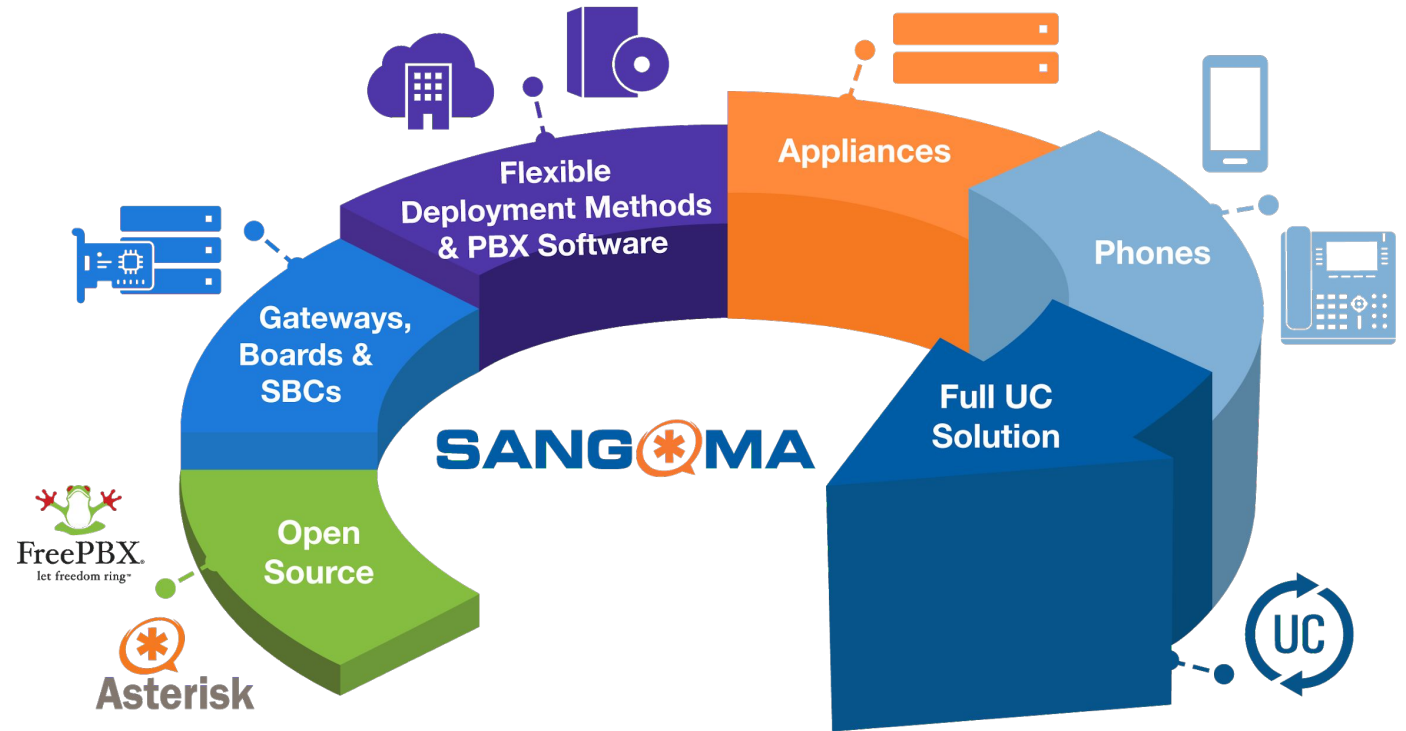 Flexible
Deployment Methods
& PBX Software
Appliances
Phones
Gateways,
Boards &
SBCs
Full UC
Solution
SANGOMA
Open
Source
FreePBX®
let freedom ring™
Asterisk
UC